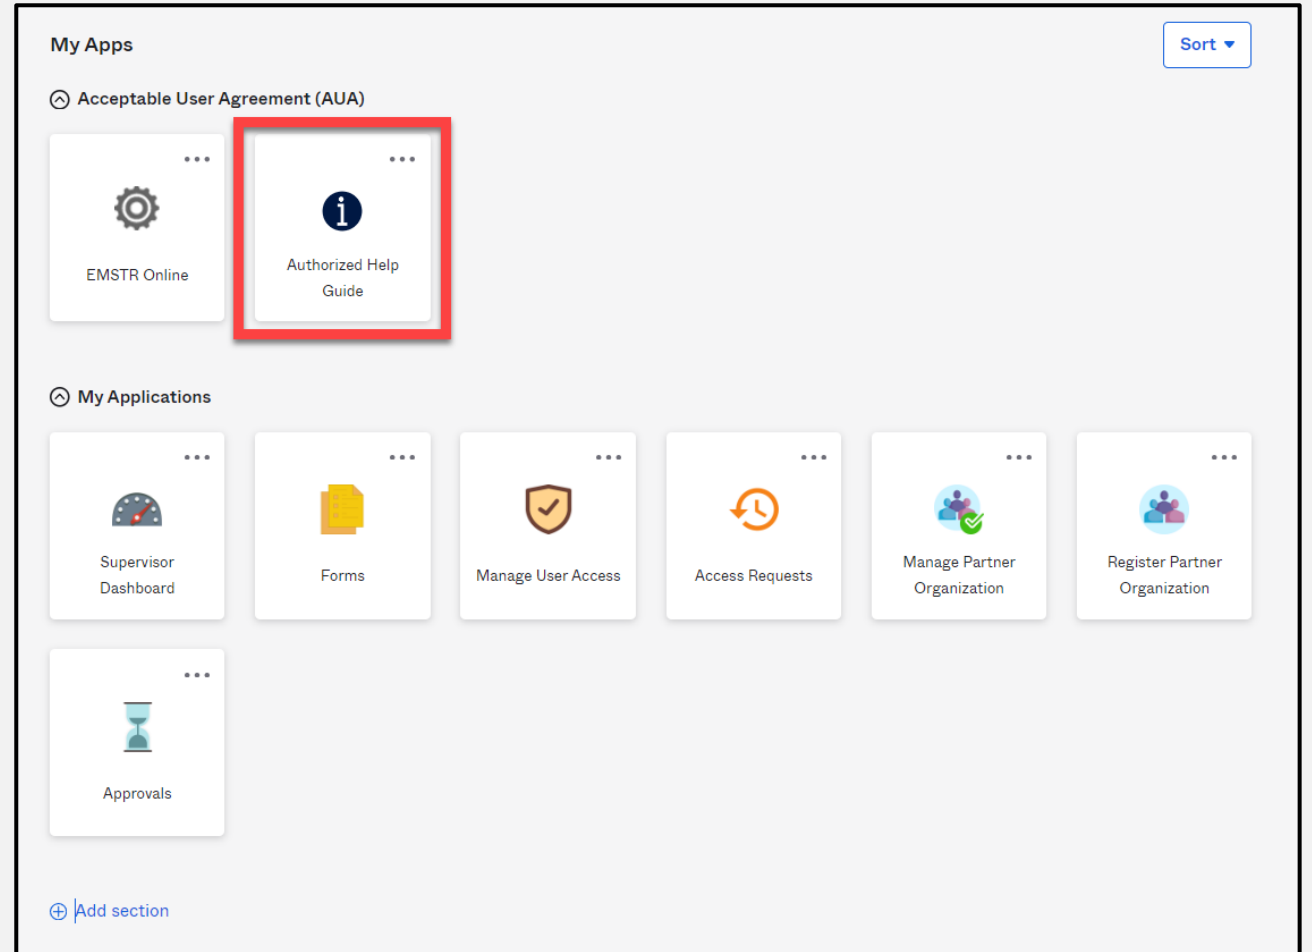 My Apps
Sort
Acceptable User Agreement (AUA)
EMSTR Online
Authorized Help
Guide
My Applications
Supervisor
Dashboard
Forms
Manage User Access
Access Requests
Manage Partner
Organization
Register Partner
Organization
Approvals
Add section